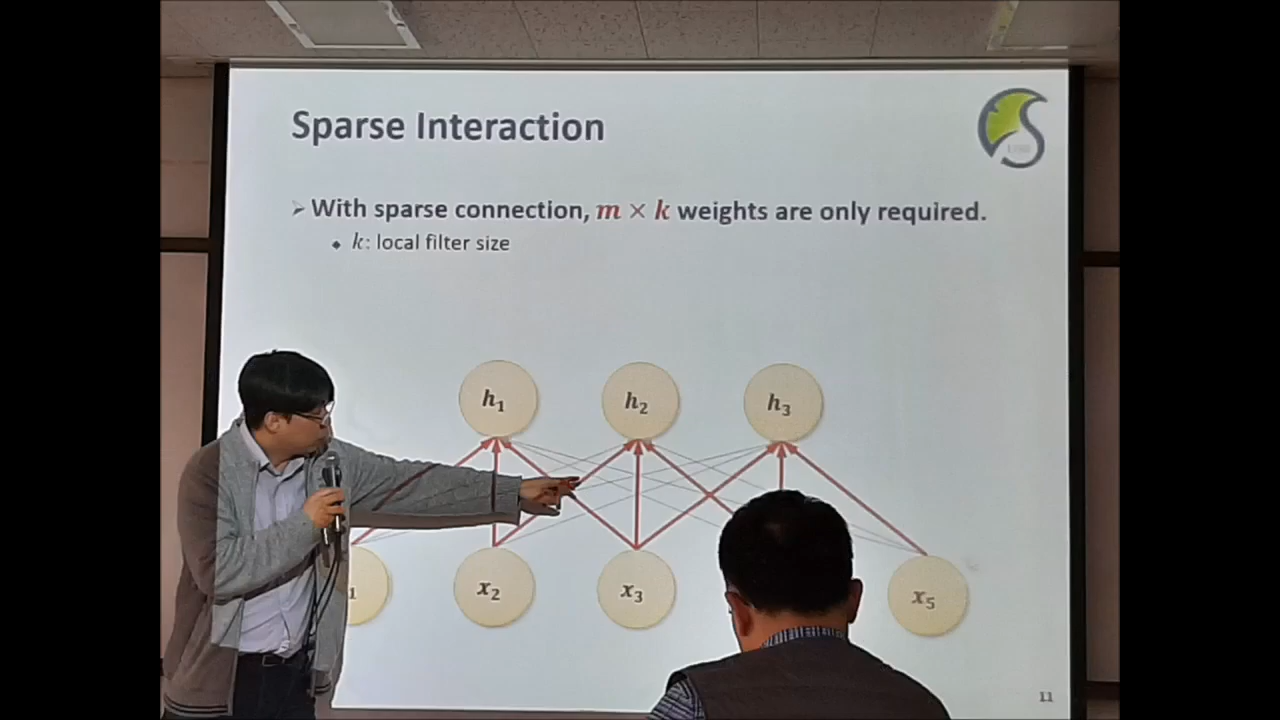 Sparse Interaction
➢ With sparse connection, m × k weights are only required.
◆ k: local filter size
h₁ h₂ h₃
1 x₂ x₃ x₅
11